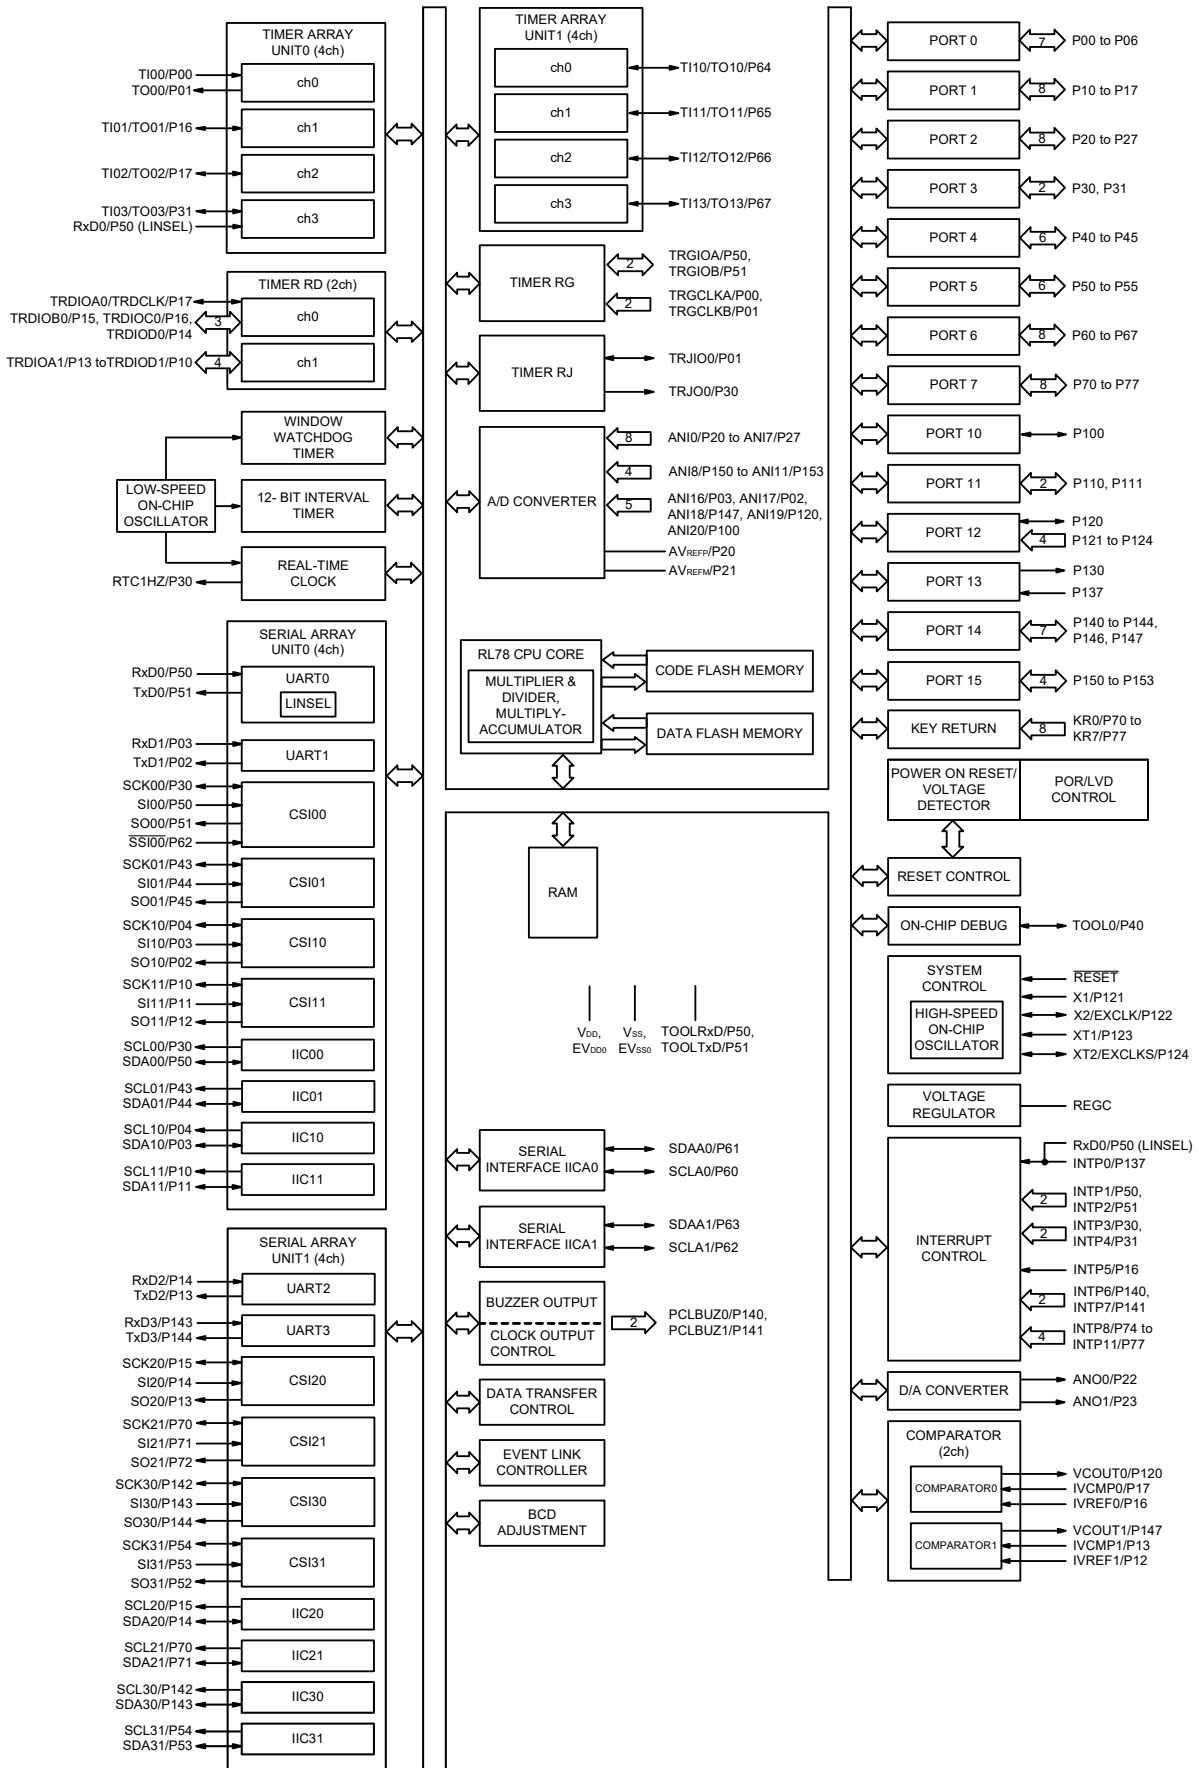 TIMER ARRAY
UNIT0 (4ch)
TI00/P00
TO00/P01
ch0
TI01/TO01/P16
ch1
TI02/TO02/P17
ch2
TI03/TO03/P31
RxD0/P50 (LINSEL)
ch3
TIMER RD (2ch)
TRDIOA0/TRDCLK/P17
TRDIOB0/P15, TRDIOC0/P16,
TRDIOD0/P14
3
ch0
TRDIOA1/P13 toTRDIOD1/P10
4
ch1
WINDOW
WATCHDOG
TIMER
LOW-SPEED
ON-CHIP
OSCILLATOR
12- BIT INTERVAL
TIMER
REAL-TIME
CLOCK
RTC1HZ/P30
SERIAL ARRAY
UNIT0 (4ch)
RxD0/P50
TxD0/P51
UART0
LINSEL
RxD1/P03
TxD1/P02
UART1
SCK00/P30
SI00/P50
SO00/P51
SSI00/P62
CSI00
SCK01/P43
SI01/P44
SO01/P45
CSI01
SCK10/P04
SI10/P03
SO10/P02
CSI10
SCK11/P10
SI11/P11
SO11/P12
CSI11
SCL00/P30
SDA00/P50
IIC00
SCL01/P43
SDA01/P44
IIC01
SCL10/P04
SDA10/P03
IIC10
SCL11/P10
SDA11/P11
IIC11
SERIAL ARRAY
UNIT1 (4ch)
RxD2/P14
TxD2/P13
UART2
RxD3/P143
TxD3/P144
UART3
SCK20/P15
SI20/P14
SO20/P13
CSI20
SCK21/P70
SI21/P71
SO21/P72
CSI21
SCK30/P142
SI30/P143
SO30/P144
CSI30
SCK31/P54
SI31/P53
SO31/P52
CSI31
SCL20/P15
SDA20/P14
IIC20
SCL21/P70
SDA21/P71
IIC21
SCL30/P142
SDA30/P143
IIC30
SCL31/P54
SDA31/P53
IIC31
TIMER ARRAY
UNIT1 (4ch)
ch0
TI10/TO10/P64
ch1
TI11/TO11/P65
ch2
TI12/TO12/P66
ch3
TI13/TO13/P67
TIMER RG
2
TRGIOA/P50,
TRGIOB/P51
2
TRGCLKA/P00,
TRGCLKB/P01
TIMER RJ
TRJIO0/P01
TRJO0/P30
A/D CONVERTER
8
ANI0/P20 to ANI7/P27
4
ANI8/P150 to ANI11/P153
5
ANI16/P03, ANI17/P02,
ANI18/P147, ANI19/P120,
ANI20/P100
AVREFP/P20
AVREFM/P21
RL78 CPU CORE
MULTIPLIER &
DIVIDER,
MULTIPLY-
ACCUMULATOR
CODE FLASH MEMORY
DATA FLASH MEMORY
RAM
VDD,
EVDD0
VSS,
EVSS0
TOOLRxD/P50,
TOOLTxD/P51
SERIAL
INTERFACE IICA0
SDAA0/P61
SCLA0/P60
SERIAL
INTERFACE IICA1
SDAA1/P63
SCLA1/P62
BUZZER OUTPUT
CLOCK OUTPUT
CONTROL
2
PCLBUZ0/P140,
PCLBUZ1/P141
DATA TRANSFER
CONTROL
EVENT LINK
CONTROLLER
BCD
ADJUSTMENT
PORT 0
7
P00 to P06
PORT 1
8
P10 to P17
PORT 2
8
P20 to P27
PORT 3
2
P30, P31
PORT 4
6
P40 to P45
PORT 5
6
P50 to P55
PORT 6
8
P60 to P67
PORT 7
8
P70 to P77
PORT 10
P100
PORT 11
2
P110, P111
PORT 12
P120
4
P121 to P124
PORT 13
P130
P137
PORT 14
7
P140 to P144,
P146, P147
PORT 15
4
P150 to P153
KEY RETURN
8
KR0/P70 to
KR7/P77
POWER ON RESET/
VOLTAGE
DETECTOR
POR/LVD
CONTROL
RESET CONTROL
ON-CHIP DEBUG
TOOL0/P40
SYSTEM
CONTROL
HIGH-SPEED
ON-CHIP
OSCILLATOR
RESET
X1/P121
X2/EXCLK/P122
XT1/P123
XT2/EXCLKS/P124
VOLTAGE
REGULATOR
REGC
INTERRUPT
CONTROL
RxD0/P50 (LINSEL)
INTP0/P137
2
INTP1/P50,
INTP2/P51
2
INTP3/P30,
INTP4/P31
INTP5/P16
2
INTP6/P140,
INTP7/P141
4
INTP8/P74 to
INTP11/P77
D/A CONVERTER
ANO0/P22
ANO1/P23
COMPARATOR
(2ch)
COMPARATOR0
VCOUT0/P120
IVCMP0/P17
IVREF0/P16
COMPARATOR1
VCOUT1/P147
IVCMP1/P13
IVREF1/P12